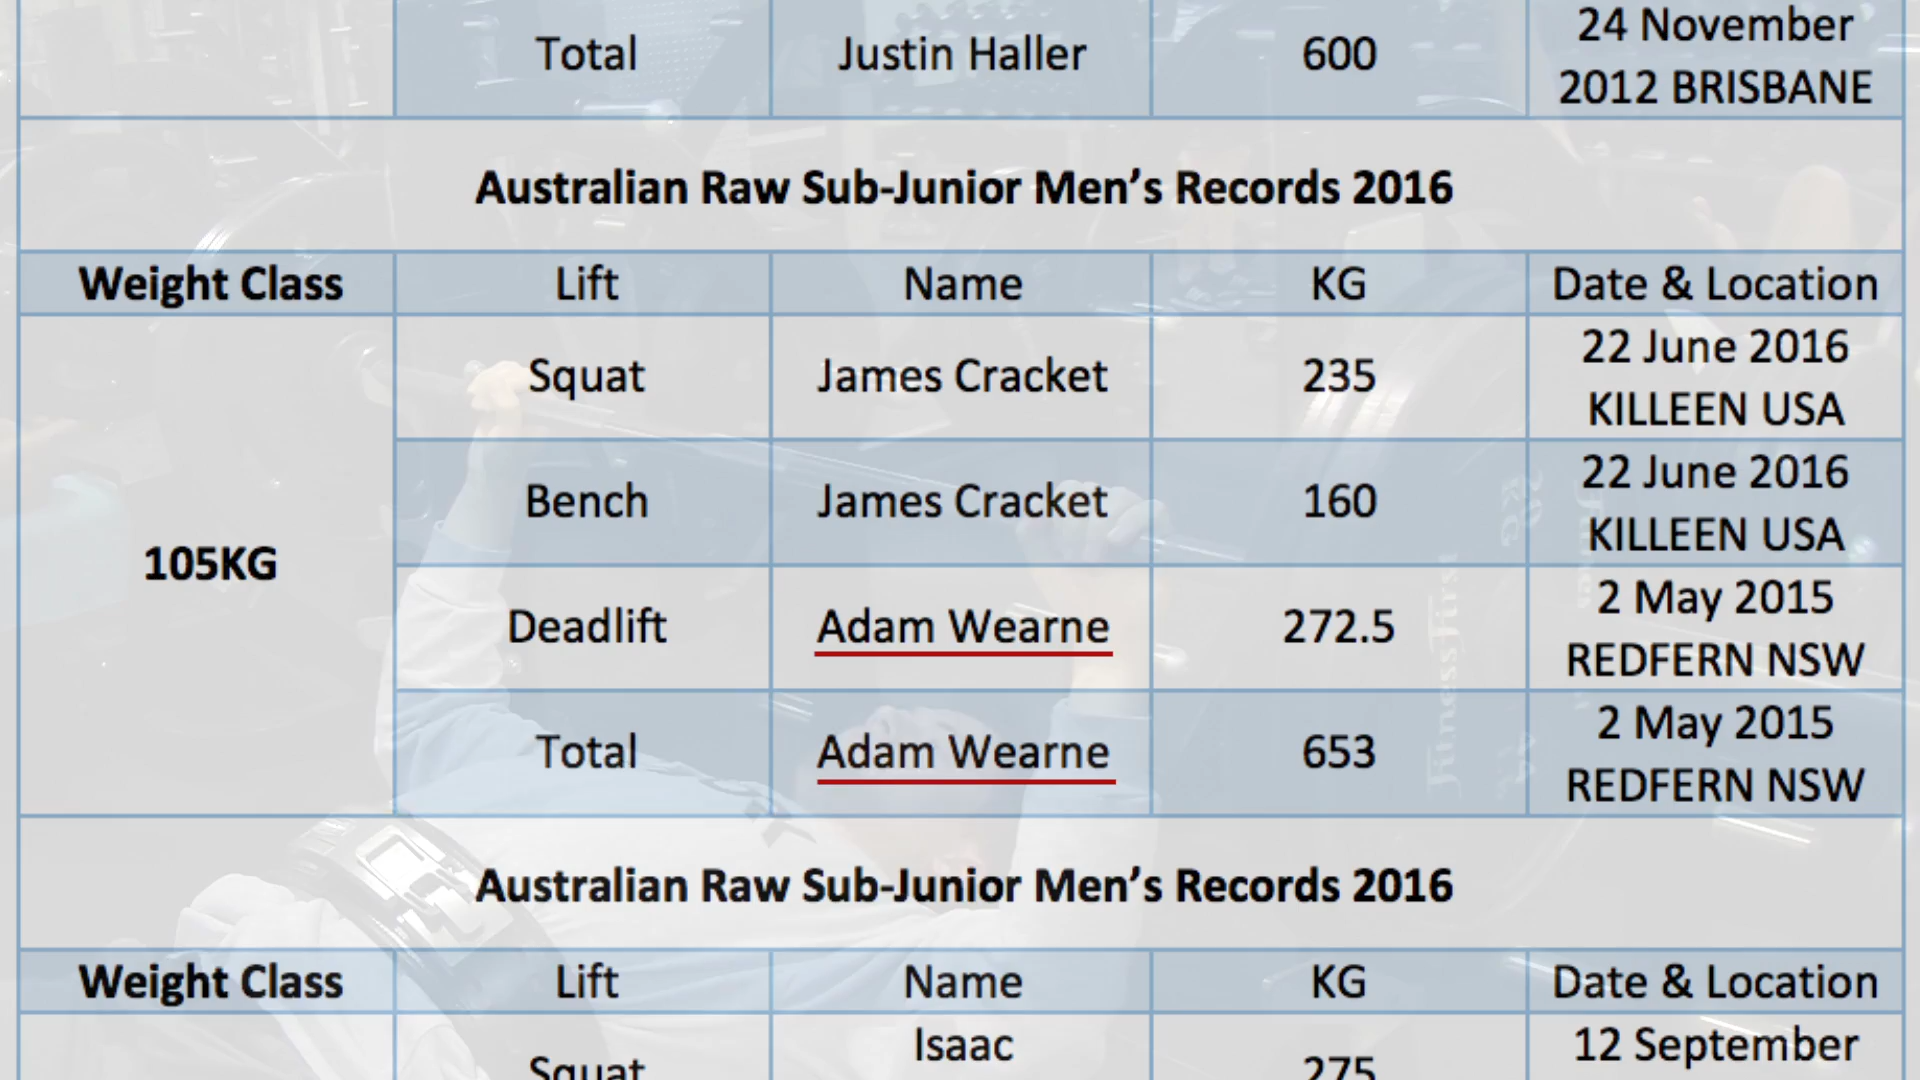 Total Justin Haller 600 24 November
2012 BRISBANE
Australian Raw Sub-Junior Men’s Records 2016
Weight Class Lift Name KG Date & Location
105KG
Squat James Cracket 235 22 June 2016
KILLEEN USA
Bench James Cracket 160 22 June 2016
KILLEEN USA
Deadlift Adam Wearne 272.5 2 May 2015
REDFERN NSW
Total Adam Wearne 653 2 May 2015
REDFERN NSW
Australian Raw Sub-Junior Men’s Records 2016
Weight Class Lift Name KG Date & Location
Squat Isaac 275 12 September